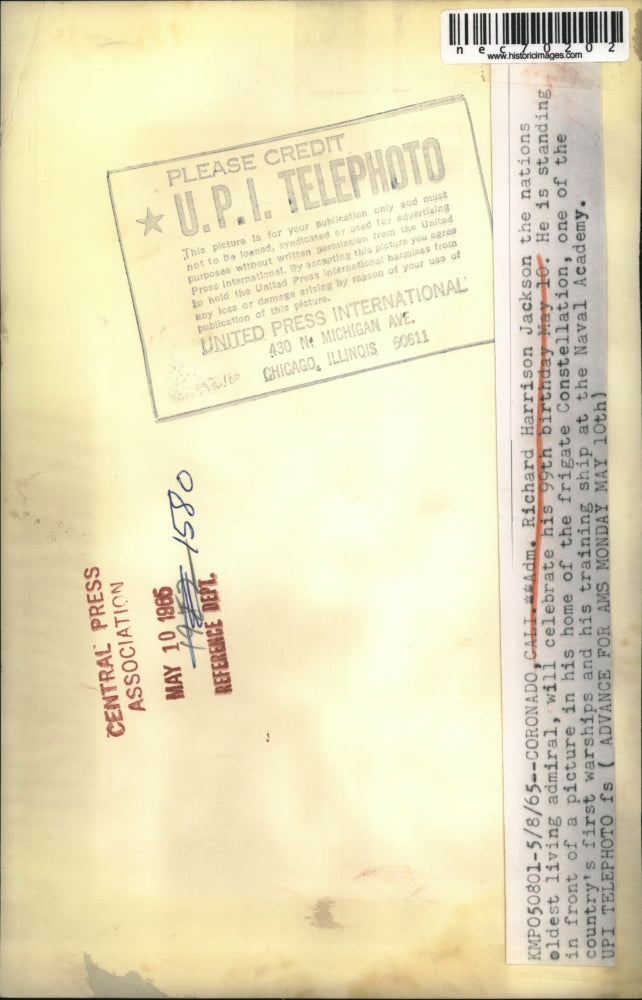 nec70202
www.historicimages.com
PLEASE CREDIT
U.P.I. TELEPHOTO
This picture is for your publication only and must
not to be loaned, syndicated or used for advertising
purposes without written permission from the United
Press International. By accepting this picture you agree
to hold the United Press International harmless from
any loss or damage arising by reason of your use of
publication of this picture.
UNITED PRESS INTERNATIONAL
430 N. MICHIGAN AVE.
CHICAGO, ILLINOIS 60611
CENTRAL PRESS
ASSOCIATION
MAY 10 1965
1580
REFERENCE DEPT.
KMP050801-5/8/65--CORONADO, CALI.**Adm. Richard Harrison Jackson the nations
oldest living admiral, will celebrate his 99th birthday May 10. He is standing
in front of a picture in his home of the frigate Constellation, one of the
country's first warships and his training ship at the Naval Academy.
UPI TELEPHOTO fs ( ADVANCE FOR AMS MONDAY MAY 10th)